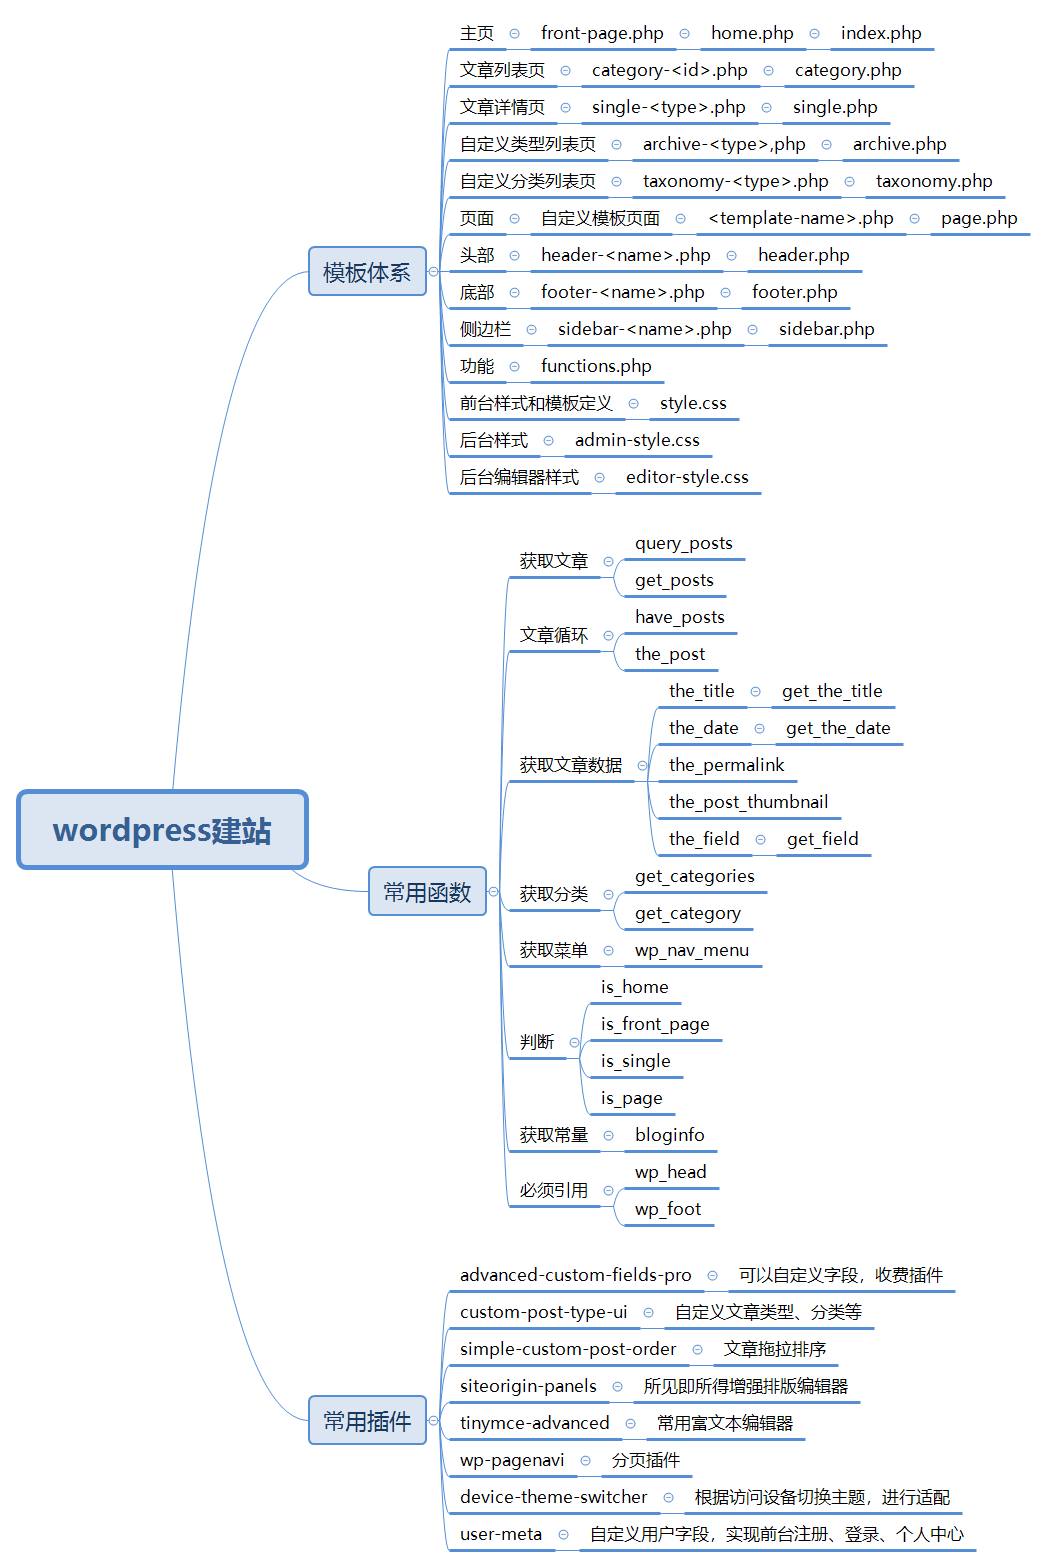 wordpress建站
模板体系
主页 front-page.php home.php index.php
文章列表页 category-<id>.php category.php
文章详情页 single-<type>.php single.php
自定义类型列表页 archive-<type>,php archive.php
自定义分类列表页 taxonomy-<type>.php taxonomy.php
页面 自定义模板页面 <template-name>.php page.php
头部 header-<name>.php header.php
底部 footer-<name>.php footer.php
侧边栏 sidebar-<name>.php sidebar.php
功能 functions.php
前台样式和模板定义 style.css
后台样式 admin-style.css
后台编辑器样式 editor-style.css
常用函数
获取文章
query_posts
get_posts
文章循环
have_posts
the_post
获取文章数据
the_title get_the_title
the_date get_the_date
the_permalink
the_post_thumbnail
the_field get_field
获取分类
get_categories
get_category
获取菜单 wp_nav_menu
判断
is_home
is_front_page
is_single
is_page
获取常量 bloginfo
必须引用
wp_head
wp_foot
常用插件
advanced-custom-fields-pro 可以自定义字段，收费插件
custom-post-type-ui 自定义文章类型、分类等
simple-custom-post-order 文章拖拉排序
siteorigin-panels 所见即所得增强排版编辑器
tinymce-advanced 常用富文本编辑器
wp-pagenavi 分页插件
device-theme-switcher 根据访问设备切换主题，进行适配
user-meta 自定义用户字段，实现前台注册、登录、个人中心